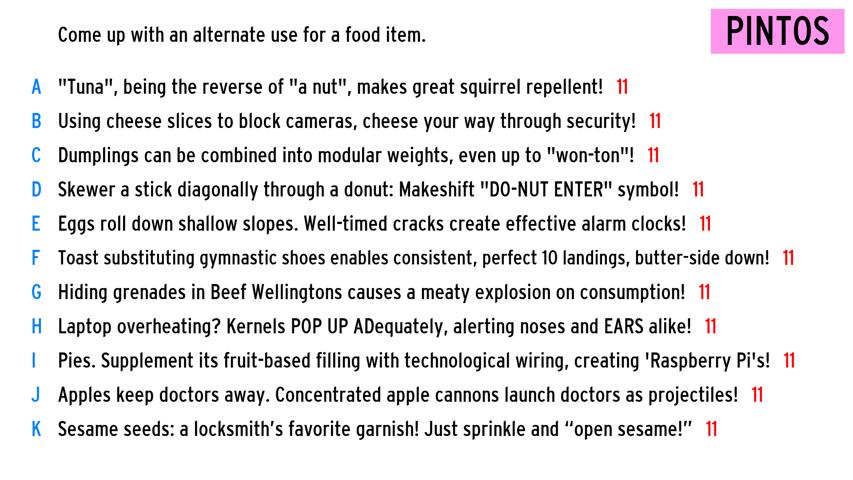 Come up with an alternate use for a food item.
PINTOS
A "Tuna", being the reverse of "a nut", makes great squirrel repellent! 11
B Using cheese slices to block cameras, cheese your way through security! 11
C Dumplings can be combined into modular weights, even up to "won-ton"! 11
D Skewer a stick diagonally through a donut: Makeshift "DO-NUT ENTER" symbol! 11
E Eggs roll down shallow slopes. Well-timed cracks create effective alarm clocks! 11
F Toast substituting gymnastic shoes enables consistent, perfect 10 landings, butter-side down! 11
G Hiding grenades in Beef Wellingtons causes a meaty explosion on consumption! 11
H Laptop overheating? Kernels POP UP ADequately, alerting noses and EARS alike! 11
I Pies. Supplement its fruit-based filling with technological wiring, creating 'Raspberry Pi's! 11
J Apples keep doctors away. Concentrated apple cannons launch doctors as projectiles! 11
K Sesame seeds: a locksmith’s favorite garnish! Just sprinkle and “open sesame!” 11